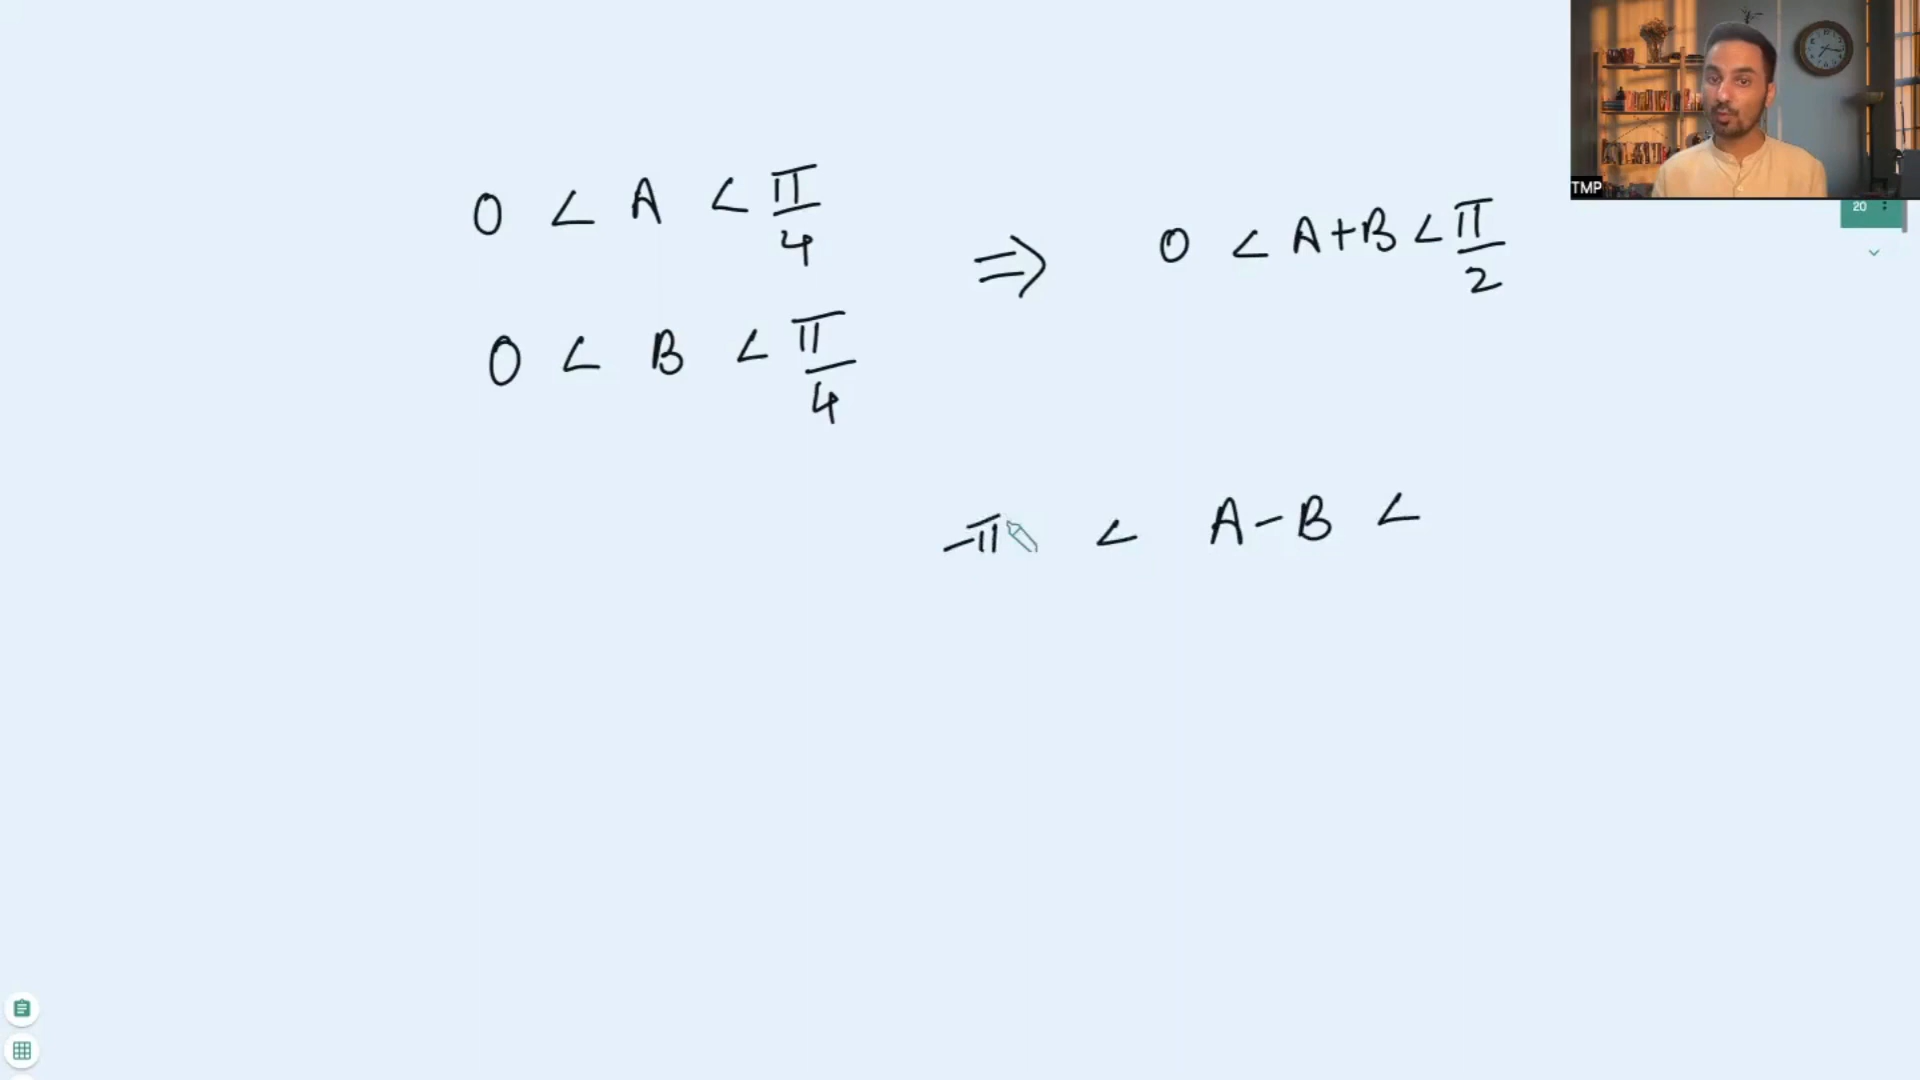 0 < A < π/4
⇒ 0 < A+B < π/2
0 < B < π/4
-π < A-B <
TMP
20